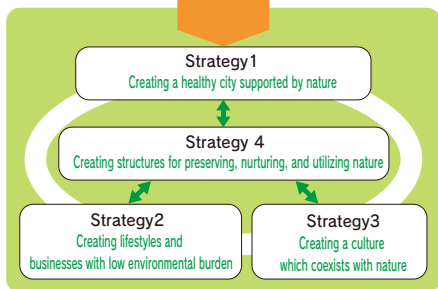 Strategy1
Creating a healthy city supported by nature
Strategy 4
Creating structures for preserving, nurturing, and utilizing nature
Strategy2
Creating lifestyles and
businesses with low environmental burden
Strategy3
Creating a culture
which coexists with nature